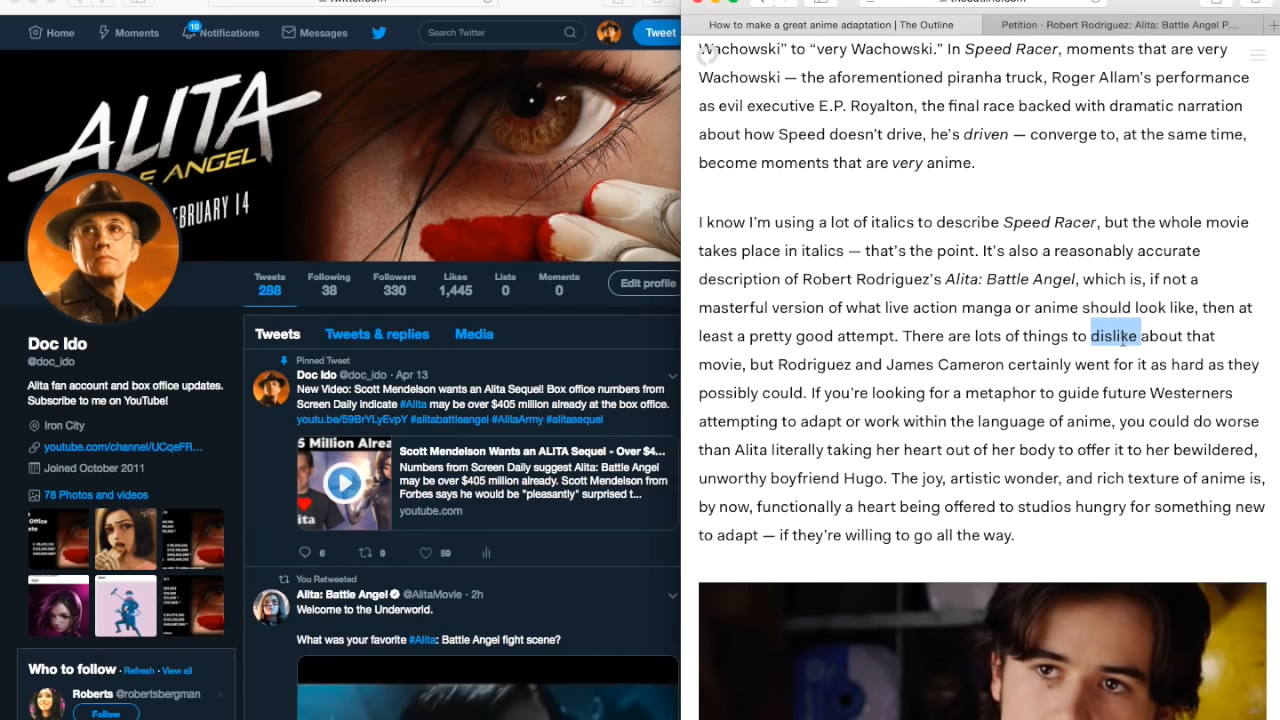 twitter.com
Home
Moments
10
Notifications
Messages
Search Twitter
Tweet
ALITA
E ANGEL
FEBRUARY 14
Tweets
288
Following
38
Followers
330
Likes
1,445
Lists
0
Moments
0
Edit profile
Doc Ido
@doc_ido
Alita fan account and box office updates.
Subscribe to me on YouTube!
Iron City
youtube.com/channel/UCqeFR...
Joined October 2011
78 Photos and videos
Who to follow · Refresh · View all
Roberts @robertsbergman
Follow
Tweets
Tweets & replies
Media
Pinned Tweet
Doc Ido @doc_ido · Apr 13
New Video: Scott Mendelson wants an Alita Sequel! Box office numbers from
Screen Daily indicate #Alita may be over $405 million already at the box office.
youtu.be/59BrYLyEvpY #alitabattleangel #AlitaArmy #alitasequel
5 Million Alrea
ita
Scott Mendelson Wants an ALITA Sequel - Over $4...
Numbers from Screen Daily suggest Alita: Battle Angel
may be over $405 million already. Scott Mendelson from
Forbes says he would be "pleasantly" surprised t...
youtube.com
6
9
59
You Retweeted
Alita: Battle Angel @AlitaMovie · 2h
Welcome to the Underworld.
What was your favorite #Alita: Battle Angel fight scene?
How to make a great anime adaptation | The Outline
Petition · Robert Rodriguez: Alita: Battle Angel P...
Wachowski” to “very Wachowski.” In Speed Racer, moments that are very
Wachowski — the aforementioned piranha truck, Roger Allam’s performance
as evil executive E.P. Royalton, the final race backed with dramatic narration
about how Speed doesn’t drive, he’s driven — converge to, at the same time,
become moments that are very anime.
I know I’m using a lot of italics to describe Speed Racer, but the whole movie
takes place in italics — that’s the point. It’s also a reasonably accurate
description of Robert Rodriguez’s Alita: Battle Angel, which is, if not a
masterful version of what live action manga or anime should look like, then at
least a pretty good attempt. There are lots of things to dislike about that
movie, but Rodriguez and James Cameron certainly went for it as hard as they
possibly could. If you’re looking for a metaphor to guide future Westerners
attempting to adapt or work within the language of anime, you could do worse
than Alita literally taking her heart out of her body to offer it to her bewildered,
unworthy boyfriend Hugo. The joy, artistic wonder, and rich texture of anime is,
by now, functionally a heart being offered to studios hungry for something new
to adapt — if they’re willing to go all the way.